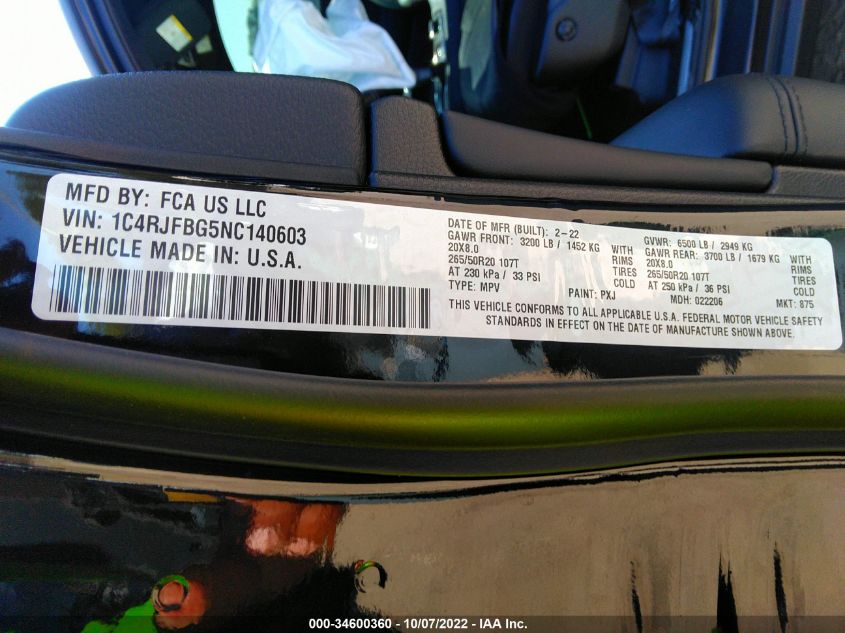 MFD BY: FCA US LLC
VIN: 1C4RJFBG5NC140603
VEHICLE MADE IN: U.S.A.
DATE OF MFR (BUILT): 2-22 GVWR: 6500 LB / 2949 KG
GAWR FRONT: 3200 LB / 1452 KG WITH GAWR REAR: 3700 LB / 1679 KG WITH
20X8.0 RIMS 20X8.0 RIMS
265/50R20 107T TIRES 265/50R20 107T TIRES
AT 230 kPa / 33 PSI COLD AT 250 kPa / 36 PSI COLD
TYPE: MPV PAINT: PXJ MDH: 022206 MKT: 875
THIS VEHICLE CONFORMS TO ALL APPLICABLE U.S.A. FEDERAL MOTOR VEHICLE SAFETY
STANDARDS IN EFFECT ON THE DATE OF MANUFACTURE SHOWN ABOVE.
000-34600360 - 10/07/2022 - IAA Inc.